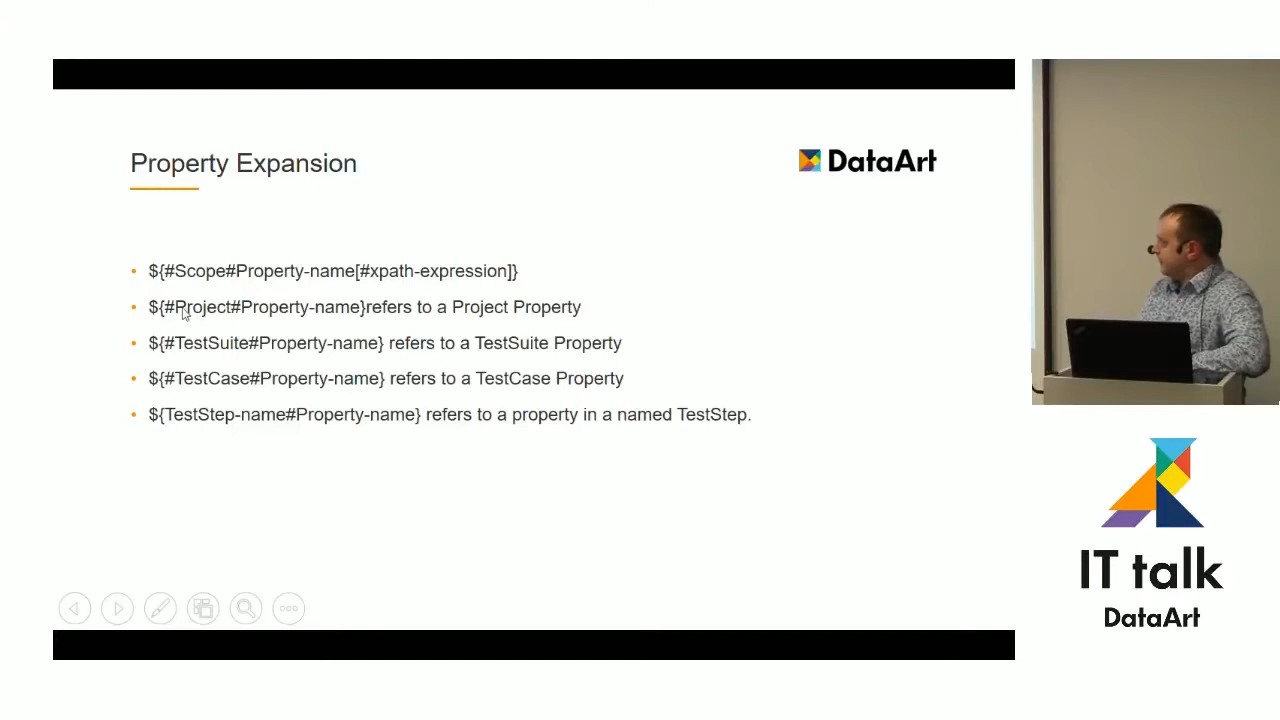 Property Expansion
DataArt
${#Scope#Property-name[#xpath-expression]}
${#Project#Property-name}refers to a Project Property
${#TestSuite#Property-name} refers to a TestSuite Property
${#TestCase#Property-name} refers to a TestCase Property
${TestStep-name#Property-name} refers to a property in a named TestStep.
IT talk
DataArt